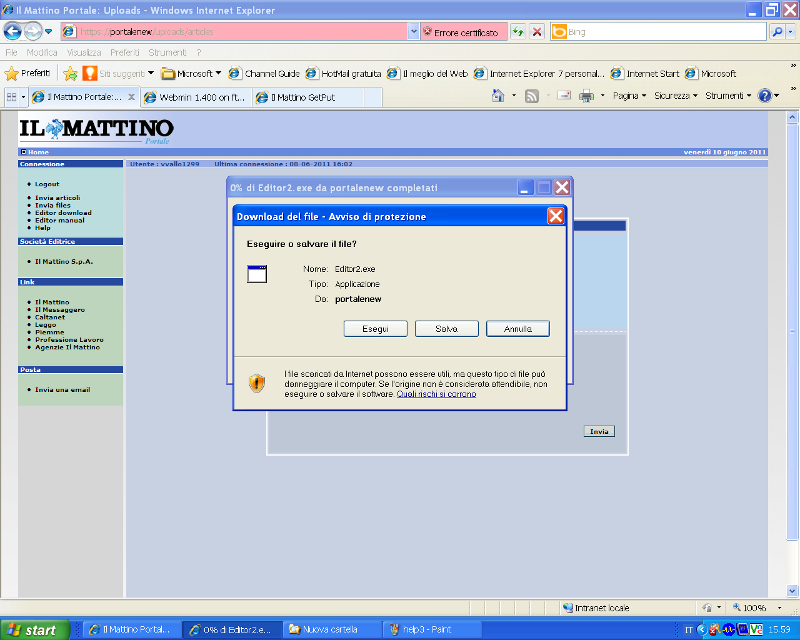 Il Mattino Portale: Uploads - Windows Internet Explorer
https://portalenew/uploads/articles
Errore certificato
Bing
File Modifica Visualizza Preferiti Strumenti ?
Preferiti Siti suggeriti Microsoft Channel Guide HotMail gratuita Il meglio del Web Internet Explorer 7 personal... Internet Start Microsoft
Il Mattino Portale:... Webmin 1.400 on ft... Il Mattino GetPut
Pagina Sicurezza Strumenti
IL MATTINO
Portale
Home venerdì 10 giugno 2011
Connessione Utente : vvallo1299 Ultima connessione : 08-06-2011 16:02
Logout
Invia articoli
Invia files
Editor download
Editor manual
Help
Società Editrice
Il Mattino S.p.A.
Link
Il Mattino
Il Messaggero
Caltanet
Leggo
Piemme
Professione Lavoro
Agenzie Il Mattino
Posta
Invia una email
0% di Editor2.exe da portalenew completati
Download del file - Avviso di protezione
Eseguire o salvare il file?
Nome: Editor2.exe
Tipo: Applicazione
Da: portalenew
Esegui Salva Annulla
I file scaricati da Internet possono essere utili, ma questo tipo di file può
danneggiare il computer. Se l'origine non è considerata attendibile, non
eseguire o salvare il software. Quali rischi si corrono
Invia
Intranet locale 100%
start Il Mattino Portal... 0% di Editor2.e... Nuova cartella help3 - Paint IT 15.59